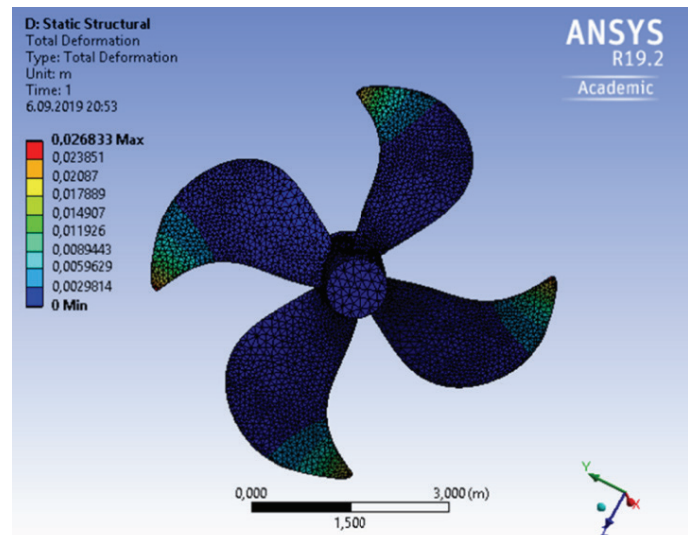 D: Static Structural
Total Deformation
Type: Total Deformation
Unit: m
Time: 1
6.09.2019 20:53
ANSYS
R19.2
Academic
0,026833 Max
0,023851
0,02087
0,017889
0,014907
0,011926
0,0089443
0,0059629
0,0029814
0 Min
0,000
3,000 (m)
1,500
Y
X